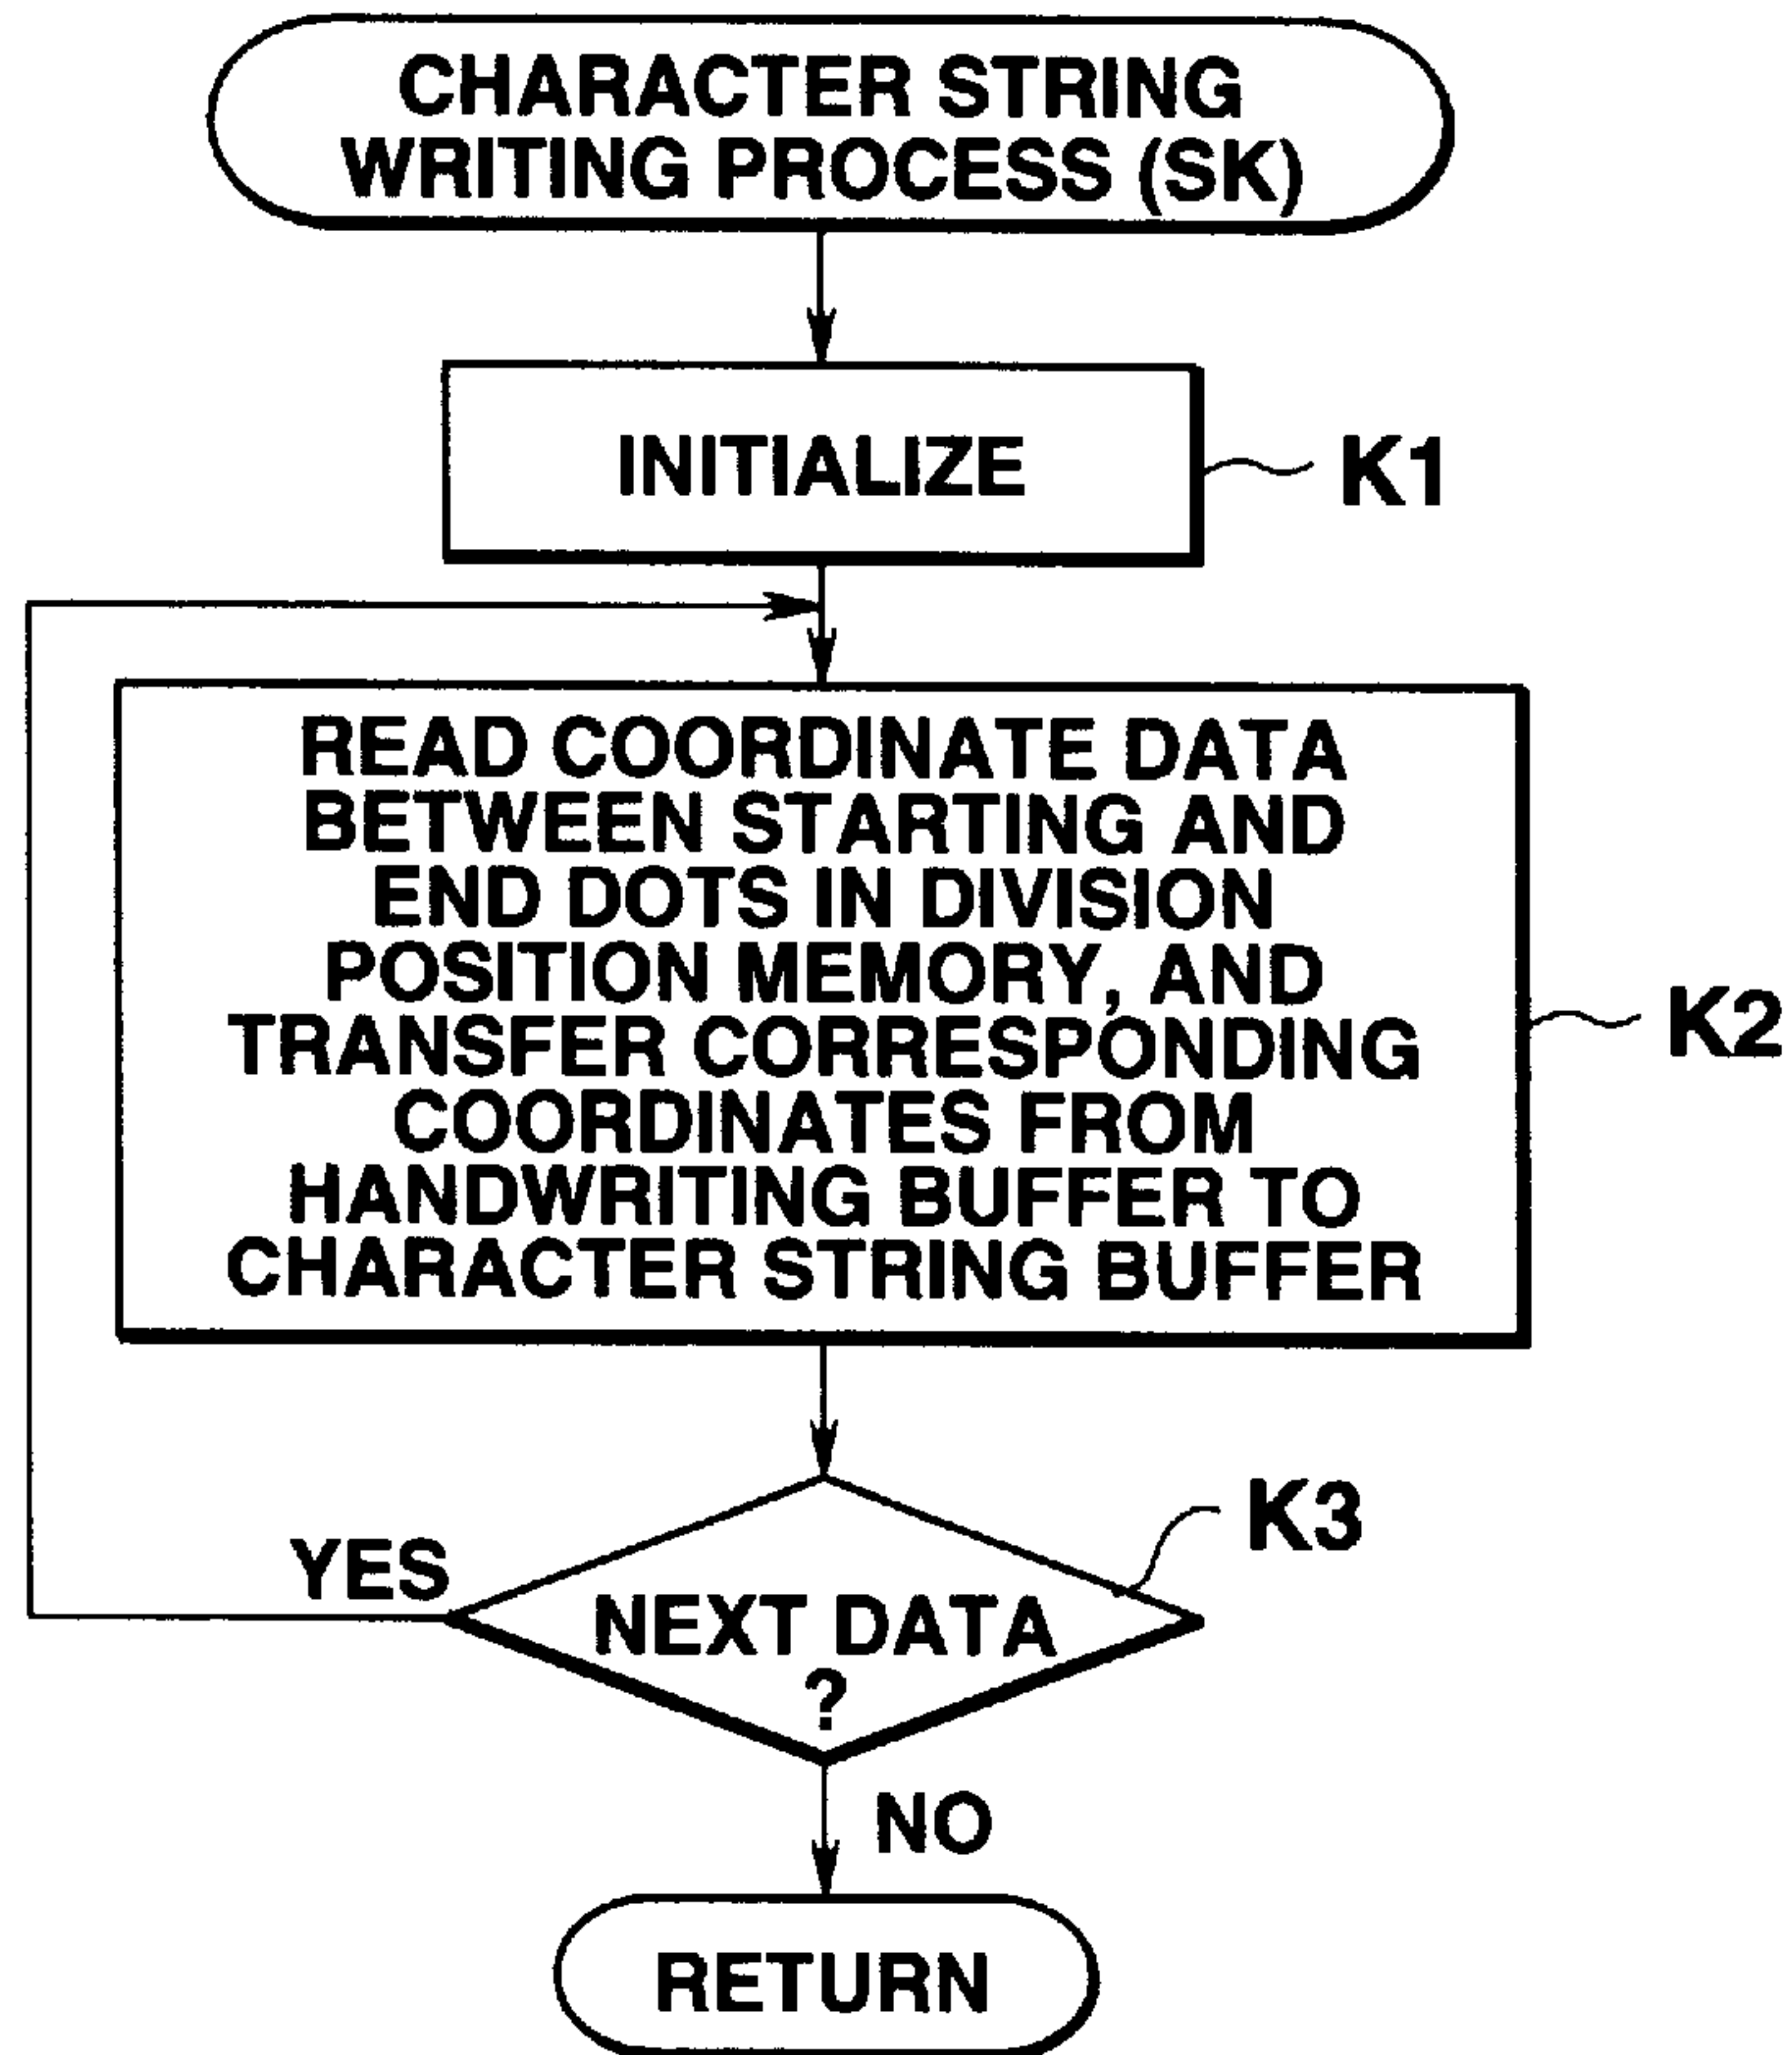 CHARACTER STRING
WRITING PROCESS (SK)
INITIALIZE
K1
READ COORDINATE DATA
BETWEEN STARTING AND
END DOTS IN DIVISION
POSITION MEMORY, AND
TRANSFER CORRESPONDING
COORDINATES FROM
HANDWRITING BUFFER TO
CHARACTER STRING BUFFER
K2
K3
YES
NEXT DATA
?
NO
RETURN